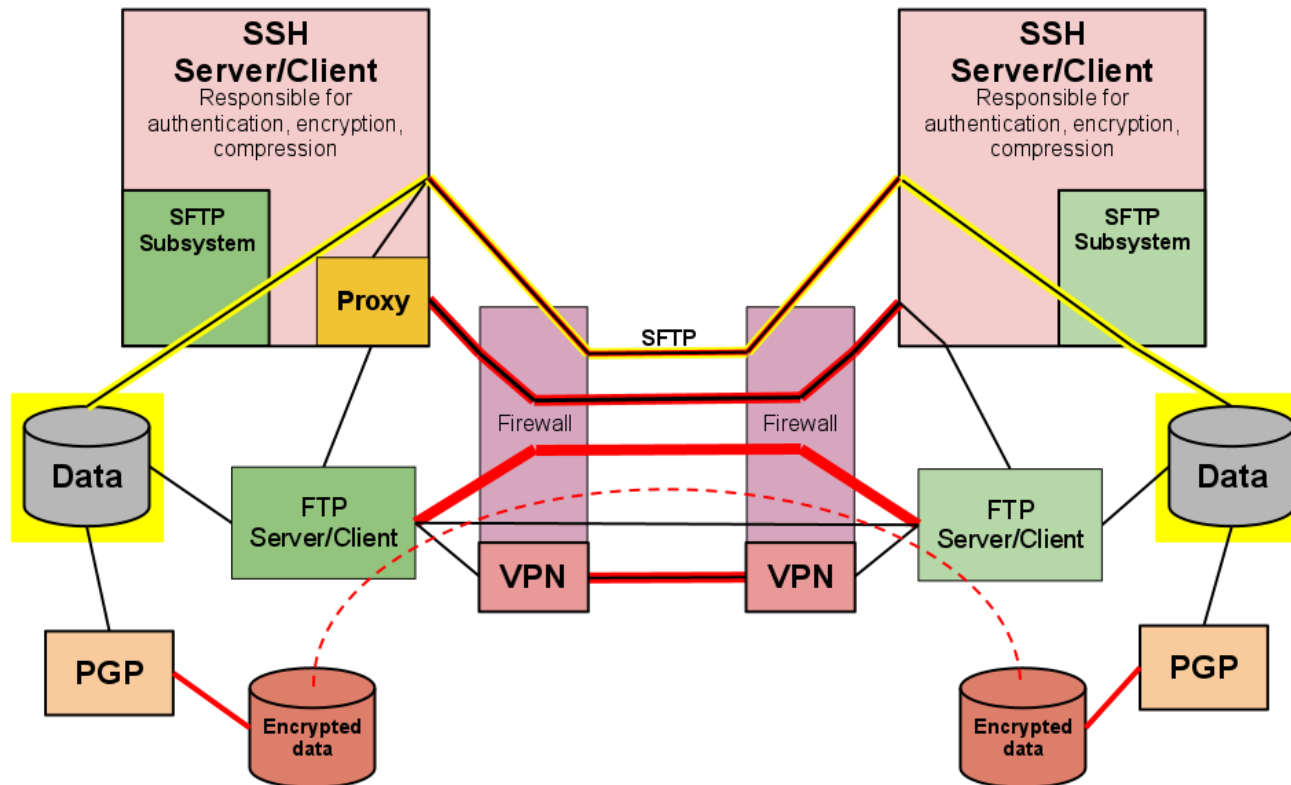 SSH
Server/Client
Responsible for
authentication, encryption,
compression
SFTP
Subsystem
Proxy
SSH
Server/Client
Responsible for
authentication, encryption,
compression
SFTP
Subsystem
SFTP
Firewall
Firewall
Data
Data
FTP
Server/Client
FTP
Server/Client
VPN
VPN
PGP
PGP
Encrypted
data
Encrypted
data